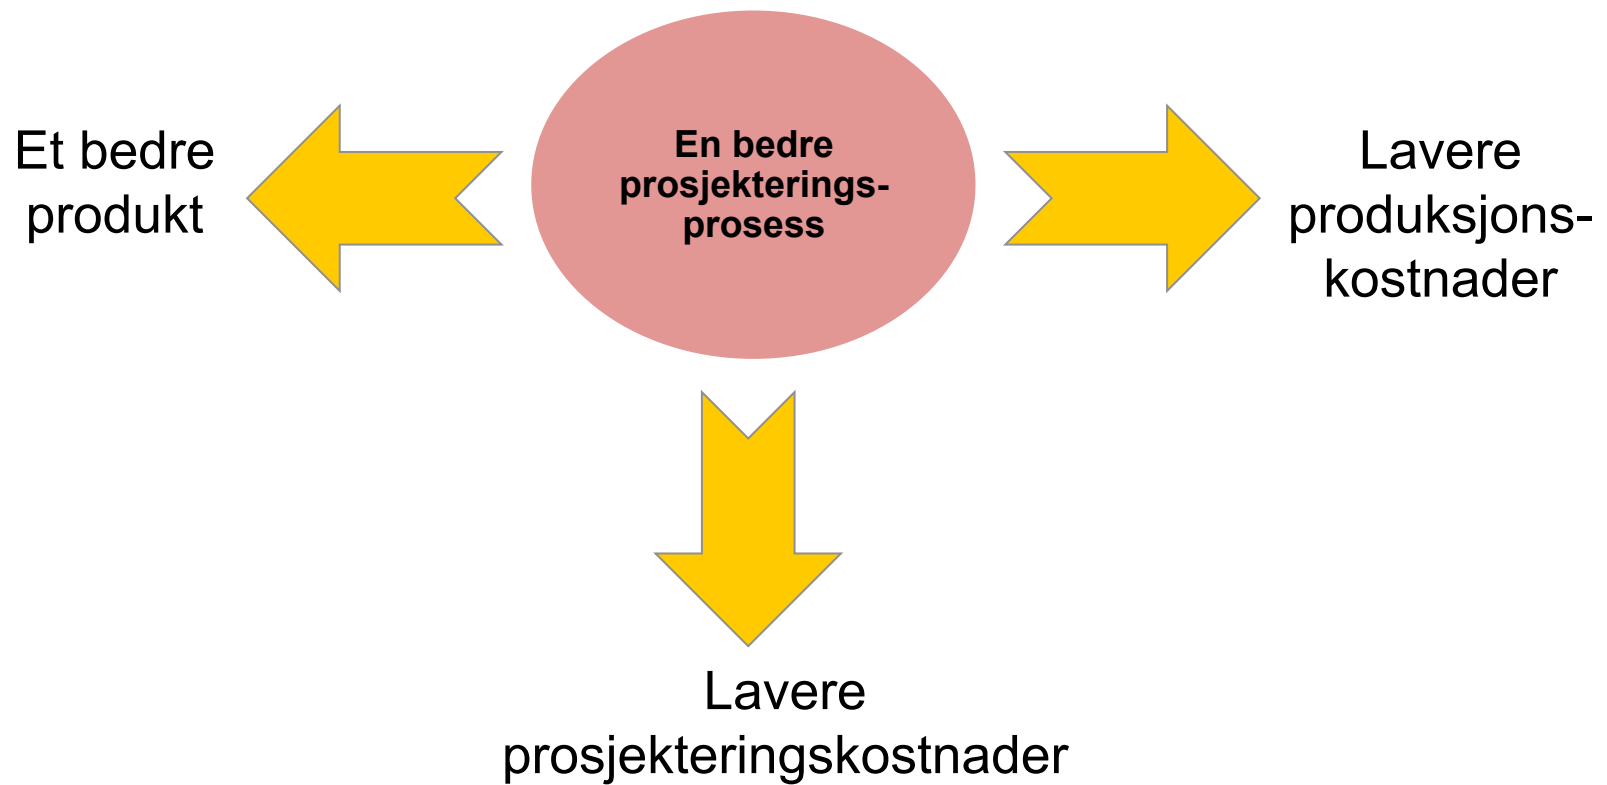 Et bedre
produkt
En bedre
prosjekterings-
prosess
Lavere
produksjons-
kostnader
Lavere
prosjekteringskostnader